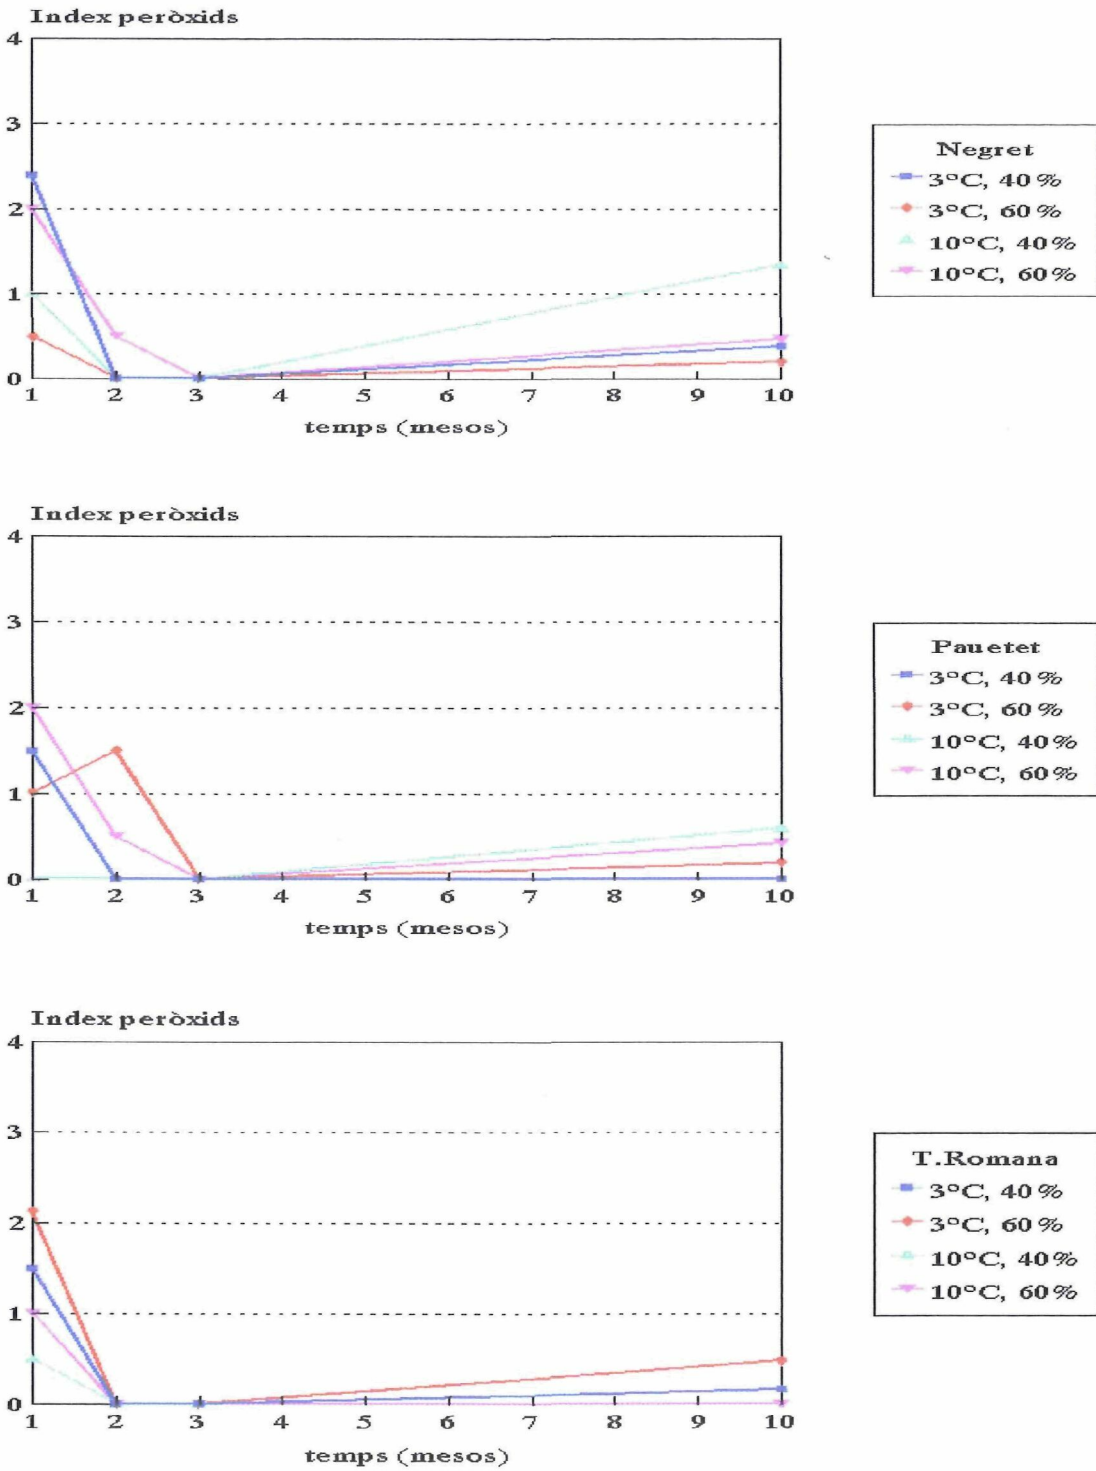 Index peròxids
4
3
2
1
0
1 2 3 4 5 6 7 8 9 10
temps (mesos)
Negret
3°C, 40%
3°C, 60%
10°C, 40%
10°C, 60%
Index peròxids
4
3
2
1
0
1 2 3 4 5 6 7 8 9 10
temps (mesos)
Pauetet
3°C, 40%
3°C, 60%
10°C, 40%
10°C, 60%
Index peròxids
4
3
2
1
0
1 2 3 4 5 6 7 8 9 10
temps (mesos)
T.Romana
3°C, 40%
3°C, 60%
10°C, 40%
10°C, 60%